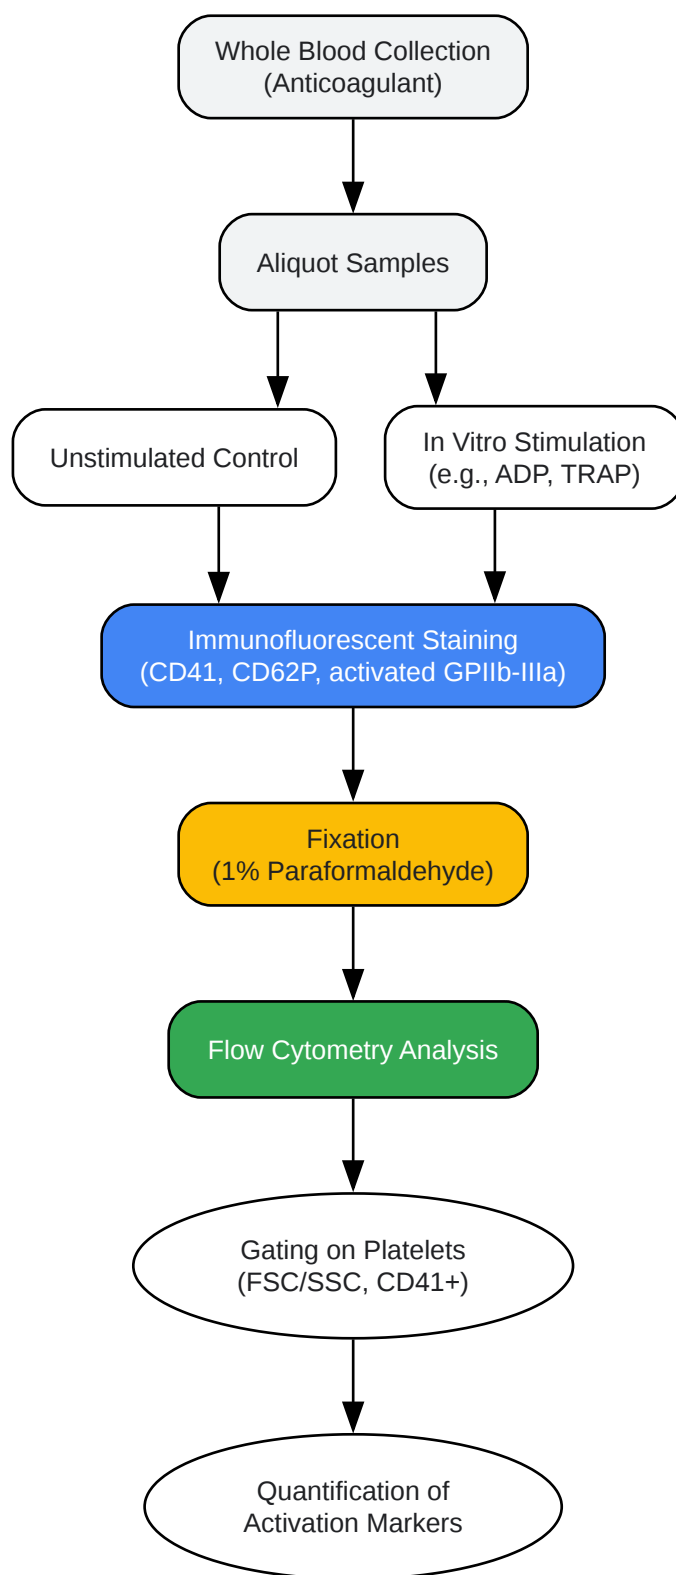 Whole Blood Collection
(Anticoagulant)
Aliquot Samples
Unstimulated Control
In Vitro Stimulation
(e.g., ADP, TRAP)
Immunofluorescent Staining
(CD41, CD62P, activated GPIIb-IIIa)
Fixation
(1% Paraformaldehyde)
Flow Cytometry Analysis
Gating on Platelets
(FSC/SSC, CD41+)
Quantification of
Activation Markers